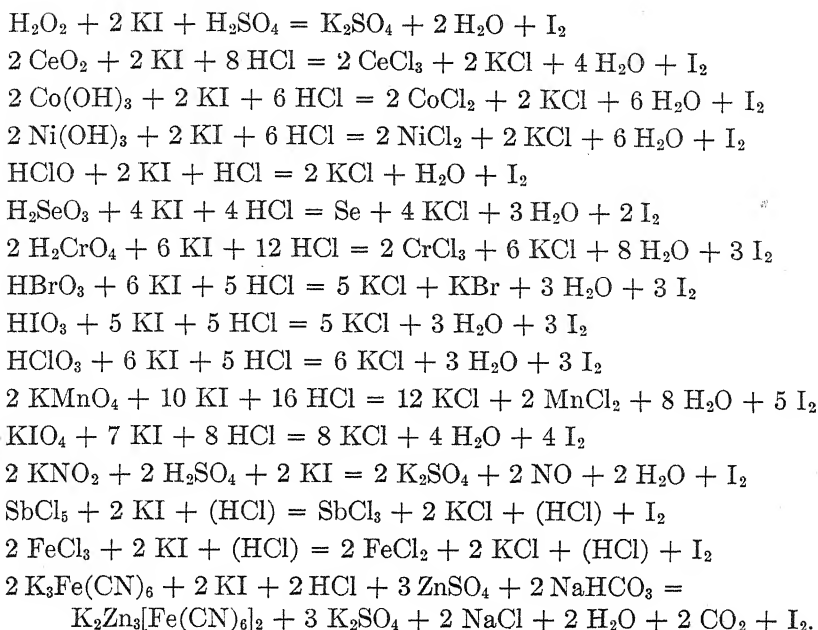 H₂O₂ + 2 KI + H₂SO₄ = K₂SO₄ + 2 H₂O + I₂
2 CeO₂ + 2 KI + 8 HCl = 2 CeCl₃ + 2 KCl + 4 H₂O + I₂
2 Co(OH)₃ + 2 KI + 6 HCl = 2 CoCl₂ + 2 KCl + 6 H₂O + I₂
2 Ni(OH)₃ + 2 KI + 6 HCl = 2 NiCl₂ + 2 KCl + 6 H₂O + I₂
HClO + 2 KI + HCl = 2 KCl + H₂O + I₂
H₂SeO₃ + 4 KI + 4 HCl = Se + 4 KCl + 3 H₂O + 2 I₂
2 H₂CrO₄ + 6 KI + 12 HCl = 2 CrCl₃ + 6 KCl + 8 H₂O + 3 I₂
HBrO₃ + 6 KI + 5 HCl = 5 KCl + KBr + 3 H₂O + 3 I₂
HIO₃ + 5 KI + 5 HCl = 5 KCl + 3 H₂O + 3 I₂
HClO₃ + 6 KI + 5 HCl = 6 KCl + 3 H₂O + 3 I₂
2 KMnO₄ + 10 KI + 16 HCl = 12 KCl + 2 MnCl₂ + 8 H₂O + 5 I₂
KIO₄ + 7 KI + 8 HCl = 8 KCl + 4 H₂O + 4 I₂
2 KNO₂ + 2 H₂SO₄ + 2 KI = 2 K₂SO₄ + 2 NO + 2 H₂O + I₂
SbCl₅ + 2 KI + (HCl) = SbCl₃ + 2 KCl + (HCl) + I₂
2 FeCl₃ + 2 KI + (HCl) = 2 FeCl₂ + 2 KCl + (HCl) + I₂
2 K₃Fe(CN)₆ + 2 KI + 2 HCl + 3 ZnSO₄ + 2 NaHCO₃ =
K₂Zn₃[Fe(CN)₆]₂ + 3 K₂SO₄ + 2 NaCl + 2 H₂O + 2 CO₂ + I₂.